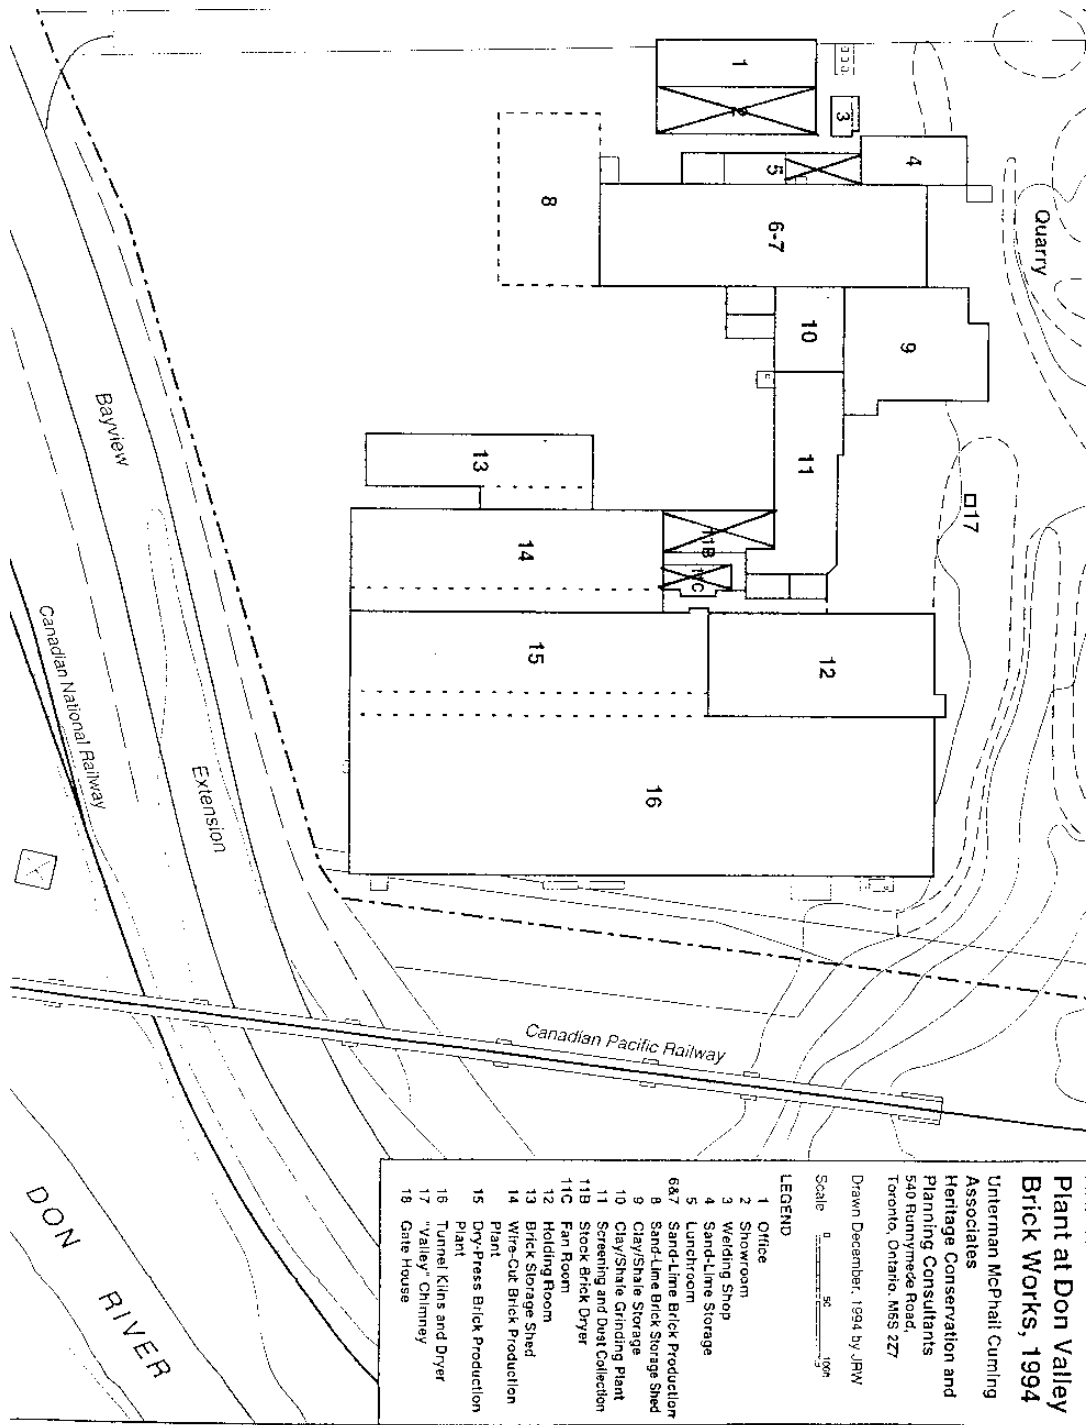 Plant at Don Valley
Brick Works, 1994
Unterman McPhail Cuming
Associates
Heritage Conservation and
Planning Consultants
540 Runnymede Road,
Toronto, Ontario. M6S 2Z7
Drawn December, 1994 by JRW
Scale 0 50 100ft
LEGEND
1 Office
2 Showroom
3 Welding Shop
4 Sand-Lime Storage
5 Lunchroom
6&7 Sand-Lime Brick Production
8 Sand-Lime Brick Storage Shed
9 Clay/Shale Storage
10 Clay/Shale Grinding Plant
11 Screening and Dust Collection
11B Stock Brick Dryer
11C Fan Room
12 Holding Room
13 Brick Storage Shed
14 Wire-Cut Brick Production
Plant
15 Dry-Press Brick Production
Plant
16 Tunnel Kilns and Dryer
17 "Valley" Chimney
18 Gate House
Quarry
1
2
3
4
5
6-7
8
9
10
11
11B
11C
12
13
14
15
16
17
Bayview
Extension
Canadian National Railway
Canadian Pacific Railway
DON
RIVER